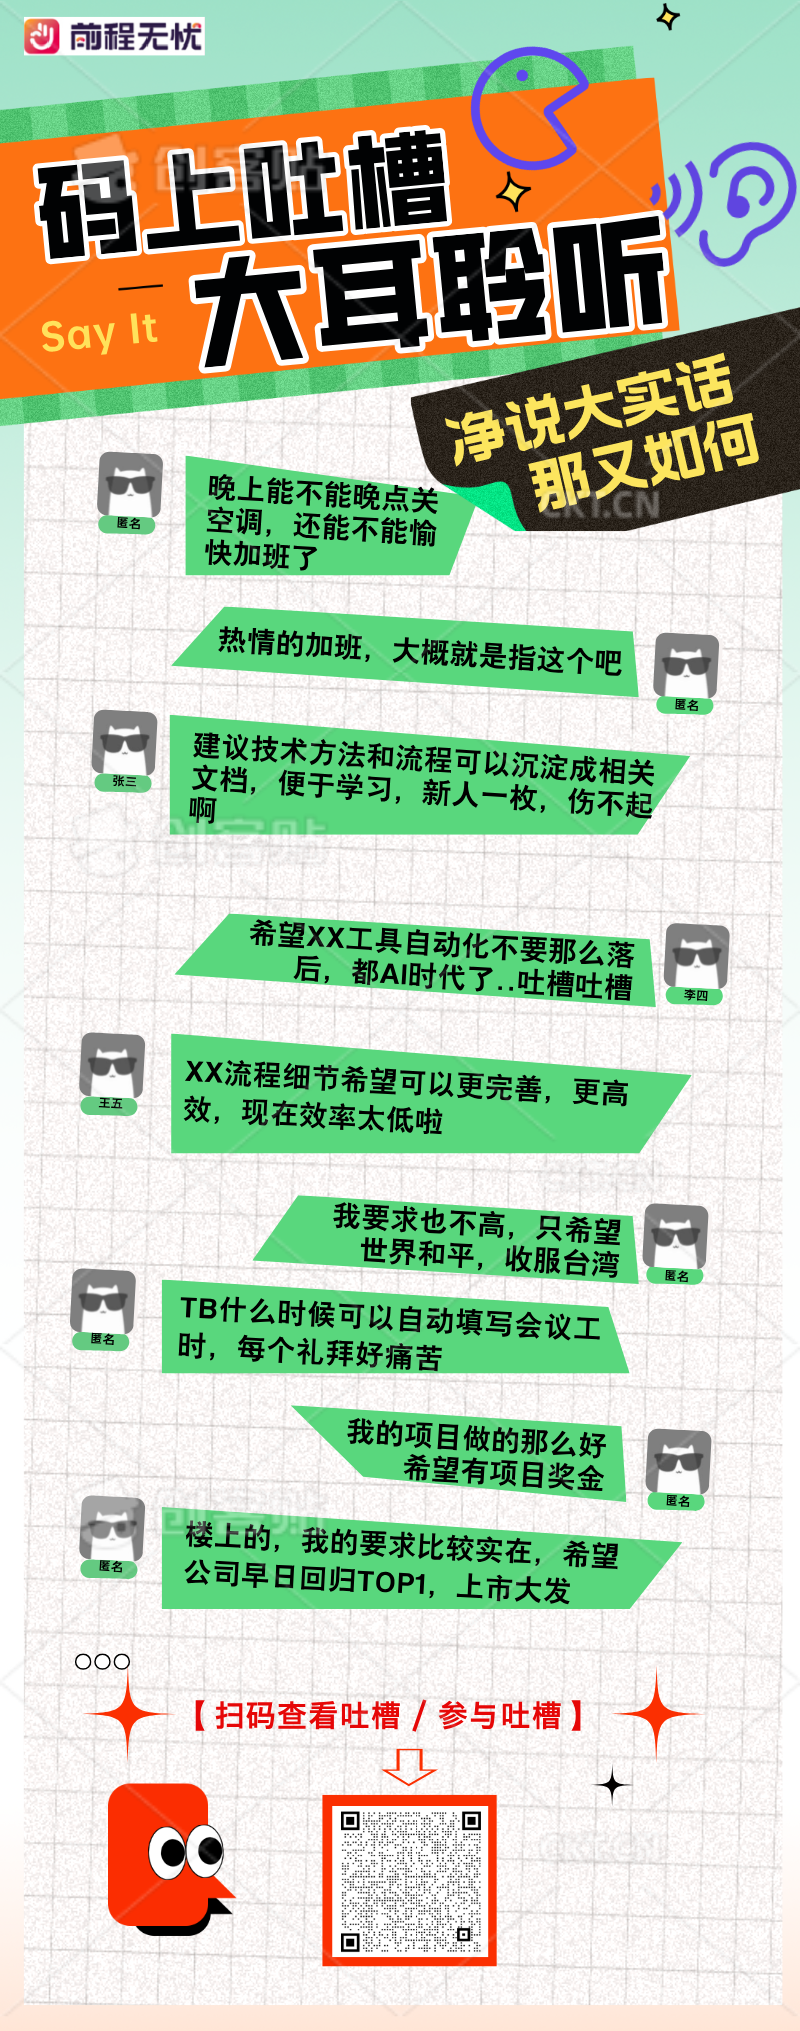 前程无忧
码上吐槽
大耳聆听
Say It
净说大实话
那又如何
CKT.CN
创客贴
晚上能不能晚点关
空调，还能不能愉
快加班了
匿名
热情的加班，大概就是指这个吧
匿名
建议技术方法和流程可以沉淀成相关
文档，便于学习，新人一枚，伤不起
啊
张三
创客贴
希望XX工具自动化不要那么落
后，都AI时代了..吐槽吐槽
李四
XX流程细节希望可以更完善，更高
效，现在效率太低啦
王五
我要求也不高，只希望
世界和平，收服台湾
匿名
TB什么时候可以自动填写会议工
时，每个礼拜好痛苦
匿名
我的项目做的那么好
希望有项目奖金
匿名
创客贴
楼上的，我的要求比较实在，希望
公司早日回归TOP1，上市大发
匿名
【扫码查看吐槽 / 参与吐槽】